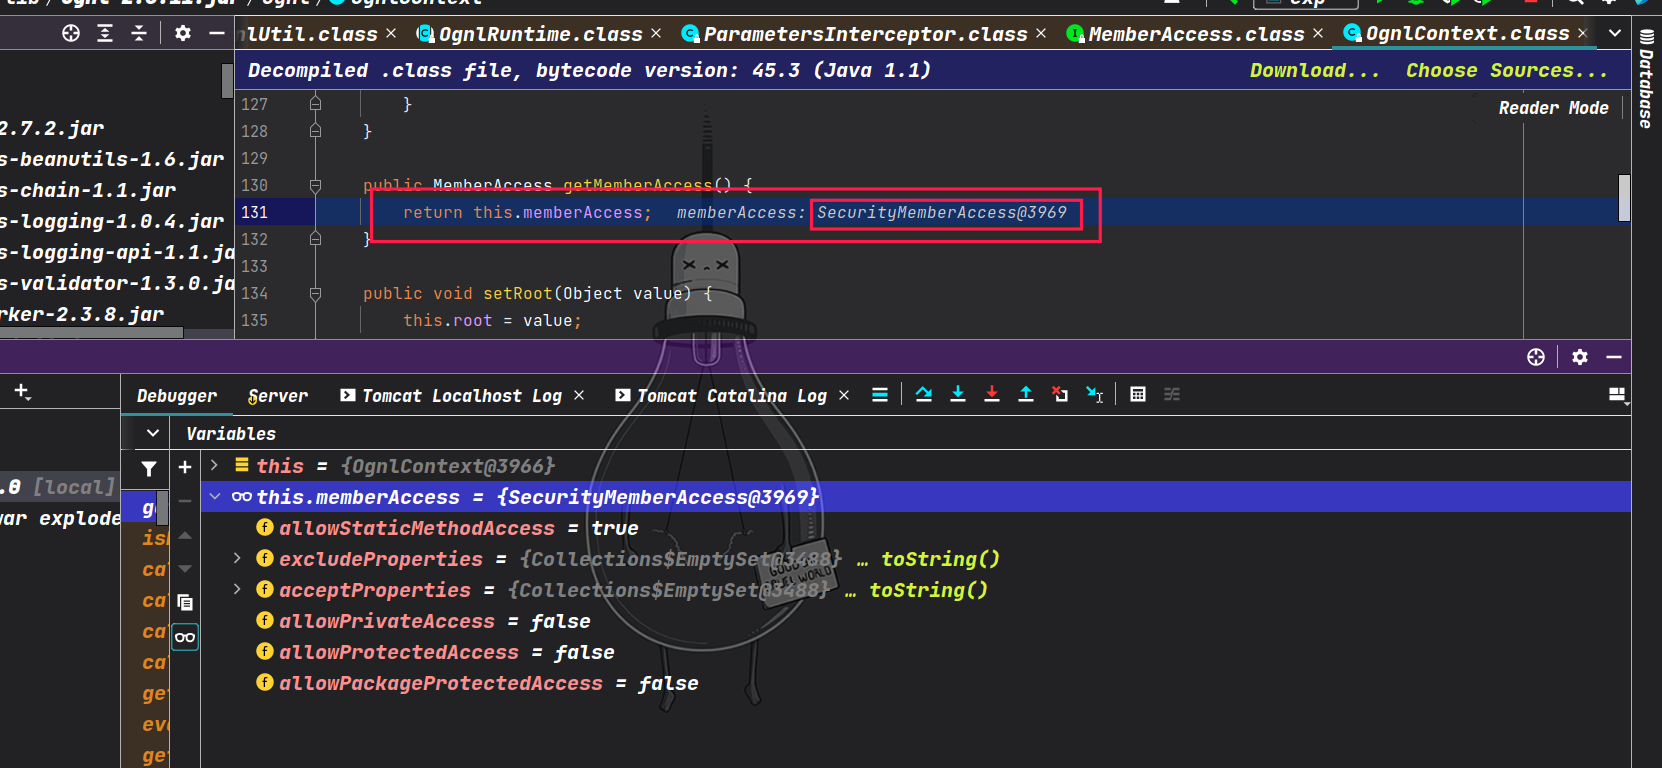 OgnlRuntime.class × ParametersInterceptor.class × MemberAccess.class × OgnlContext.class ×
Decompiled .class file, bytecode version: 45.3 (Java 1.1) Download... Choose Sources...
Reader Mode
Database
2.7.2.jar
s-beanutils-1.6.jar
s-chain-1.1.jar
s-logging-1.0.4.jar
s-logging-api-1.1.ja
s-validator-1.3.0.ja
rker-2.3.8.jar
127 }
128 }
129
130 public MemberAccess getMemberAccess() {
131 return this.memberAccess; memberAccess: SecurityMemberAccess@3969
132 }
133
134 public void setRoot(Object value) {
135 this.root = value;
Debugger Server Tomcat Localhost Log × Tomcat Catalina Log ×
Variables
.0 [local]
war explode
this = {OgnlContext@3966}
this.memberAccess = {SecurityMemberAccess@3969}
allowStaticMethodAccess = true
excludeProperties = {Collections$EmptySet@3488} … toString()
acceptProperties = {Collections$EmptySet@3488} … toString()
allowPrivateAccess = false
allowProtectedAccess = false
allowPackageProtectedAccess = false